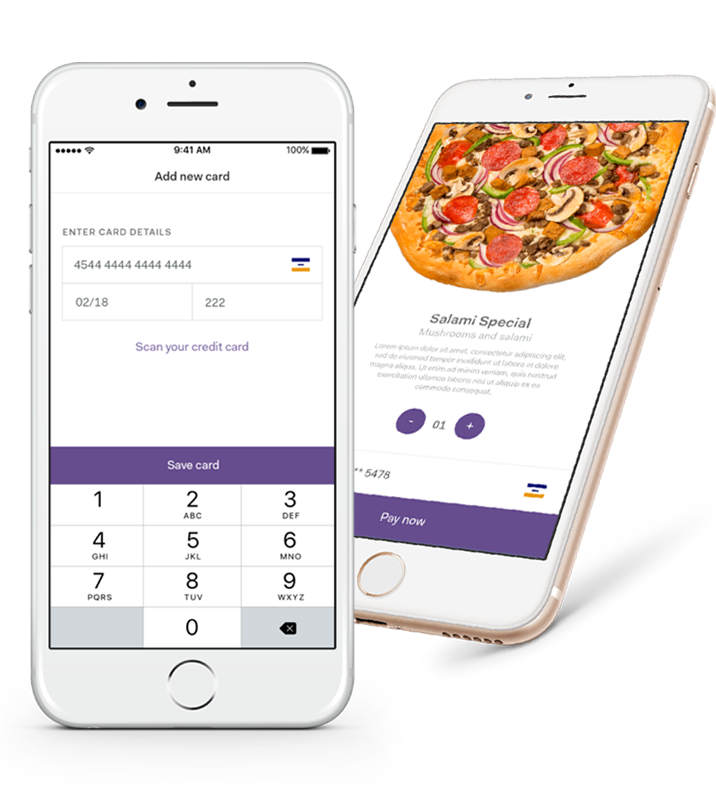 9:41 AM
100%
Add new card
ENTER CARD DETAILS
4544 4444 4444 4444
02/18
222
Scan your credit card
Save card
1
2
ABC
3
DEF
4
GHI
5
JKL
6
MNO
7
PQRS
8
TUV
9
WXYZ
0
Salami Special
Mushrooms and salami
Lorem ipsum dolor sit amet, consectetur adipiscing elit,
sed do eiusmod tempor incididunt ut labore et dolore
magna aliqua. Ut enim ad minim veniam, quis nostrud
exercitation ullamco laboris nisi ut aliquip ex ea
commodo consequat.
- 01 +
** 5478
Pay now